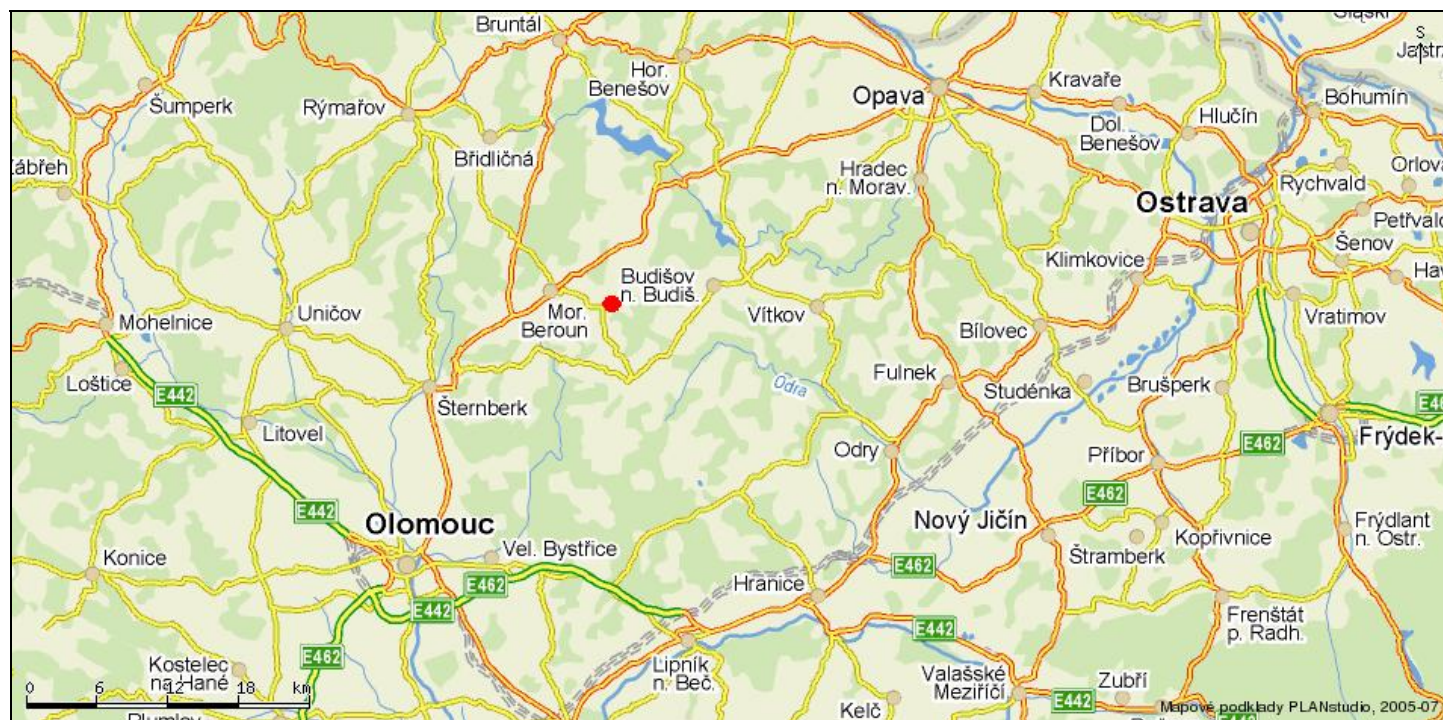 Bruntál
S
Šumperk
Rýmařov
Hor.
Benešov
Opava
Kravaře
Bohumín
Břidličná
Dol.
Benešov
Hlučín
Hradec
n. Morav.
Rychvald
Ostrava
Petřvald
Šenov
Klimkovice
Budišov
n. Budiš.
Mor.
Beroun
Vítkov
Bílovec
Vratimov
Mohelnice
Uničov
Loštice
E442
Šternberk
Odra
Fulnek
Studénka
Brušperk
Litovel
Odry
Příbor
E462
Frýdek-
E462
E442
Olomouc
Nový Jičín
Štramberk
Kopřivnice
Frýdlant
n. Ostr.
Konice
Vel. Bystřice
E462
E442
Hranice
E462
Frenštát
p. Radh.
E442
E462
Kostelec
na Hané
Lipník
n. Beč.
Valašské
Meziříčí
E442
Zubří
Kelč
0 6 12 18 km
Mapové podklady PLANstudio, 2005-07